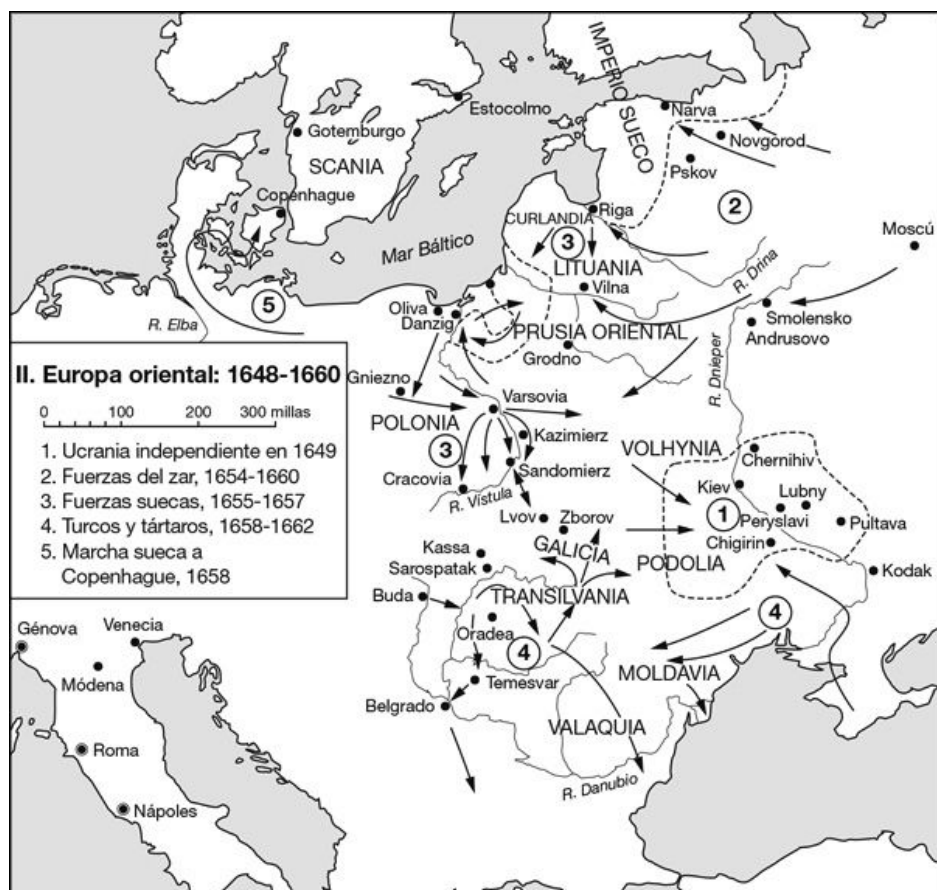 IMPERIO SUECO
Estocolmo
Narva
Gotemburgo
Novgorod
SCANIA
Pskov
Copenhague
2
Riga
CURLANDIA
Moscú
Mar Báltico
3
LITUANIA
R. Drina
Vilna
5
Oliva
Danzig
Smolensko
R. Elba
PRUSIA ORIENTAL
Andrusovo
Grodno
R. Dnieper
II. Europa oriental: 1648-1660
0 100 200 300 millas
1. Ucrania independiente en 1649
2. Fuerzas del zar, 1654-1660
3. Fuerzas suecas, 1655-1657
4. Turcos y tártaros, 1658-1662
5. Marcha sueca a
Copenhague, 1658
Gniezno
Varsovia
POLONIA
Kazimierz
VOLHYNIA
3
Chernihiv
Cracovia
Sandomierz
Kiev
Lubny
R. Vístula
1
Lvov
Zborov
Peryslavi
Pultava
GALICIA
Chigirin
Kassa
PODOLIA
Sarospatak
Kodak
Buda
TRANSILVANIA
4
Génova
Venecia
Oradea
4
Módena
MOLDAVIA
Temesvar
Belgrado
VALAQUIA
Roma
R. Danubio
Nápoles